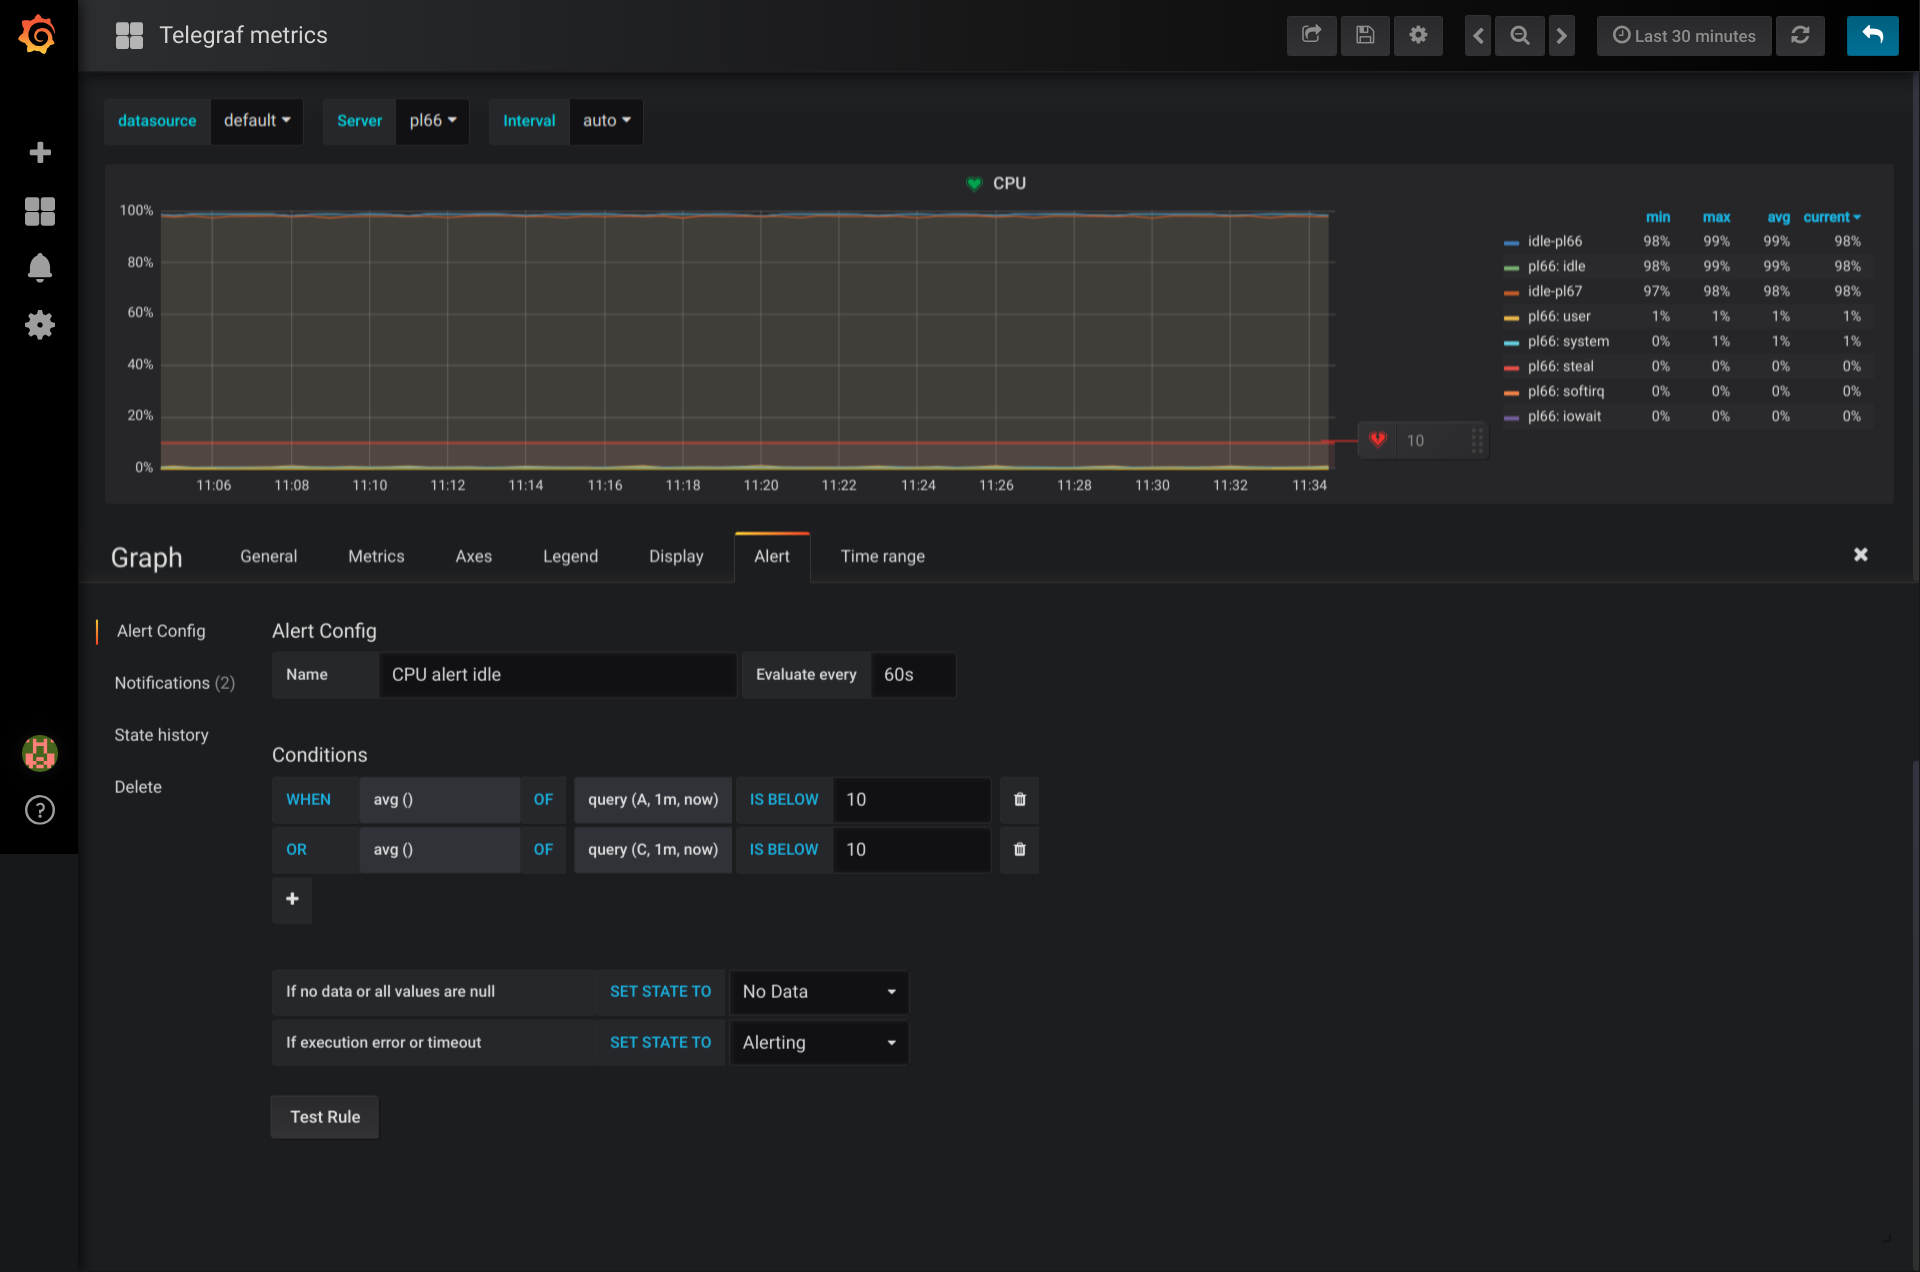 Telegraf metrics
Last 30 minutes
datasource default Server pl66 Interval auto
CPU
100%
80%
60%
40%
20%
0%
11:06 11:08 11:10 11:12 11:14 11:16 11:18 11:20 11:22 11:24 11:26 11:28 11:30 11:32 11:34
10
min max avg current
idle-pl66 98% 99% 99% 98%
pl66: idle 98% 99% 99% 98%
idle-pl67 97% 98% 98% 98%
pl66: user 1% 1% 1% 1%
pl66: system 0% 1% 1% 1%
pl66: steal 0% 0% 0% 0%
pl66: softirq 0% 0% 0% 0%
pl66: iowait 0% 0% 0% 0%
Graph General Metrics Axes Legend Display Alert Time range
Alert Config
Notifications (2)
State history
Delete
Alert Config
Name CPU alert idle Evaluate every 60s
Conditions
WHEN avg () OF query (A, 1m, now) IS BELOW 10
OR avg () OF query (C, 1m, now) IS BELOW 10
If no data or all values are null SET STATE TO No Data
If execution error or timeout SET STATE TO Alerting
Test Rule